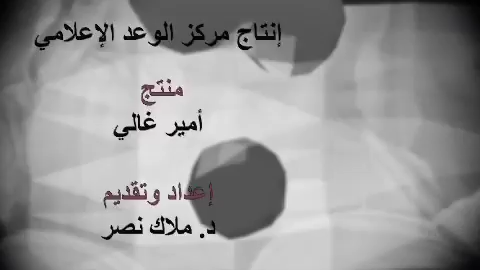 إنتاج مركز الوعد الإعلامي
منتج
أمير غالي
إعداد وتقديم
د. ملاك نصر